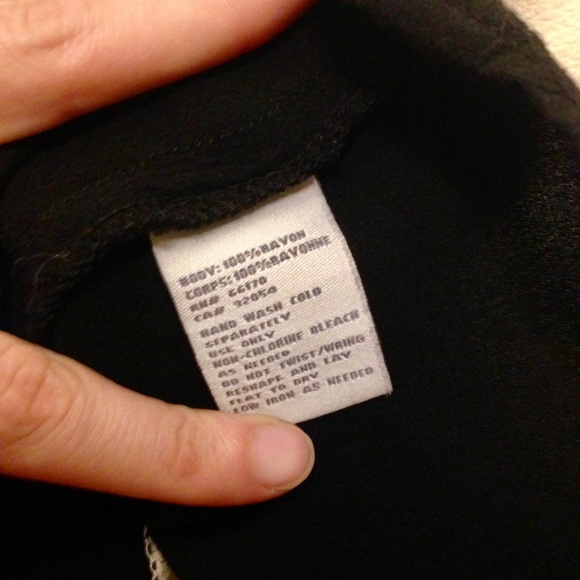 BODY: 100%RAYON
CORPS: 100%RAYONNE
RN# 66170
CA# 32054
HAND WASH COLD
SEPARATELY
USE ONLY
NON-CHLORINE BLEACH
AS NEEDED
DO NOT TWIST/WRING
RESHAPE AND LAY
FLAT TO DRY
LOW IRON AS NEEDED